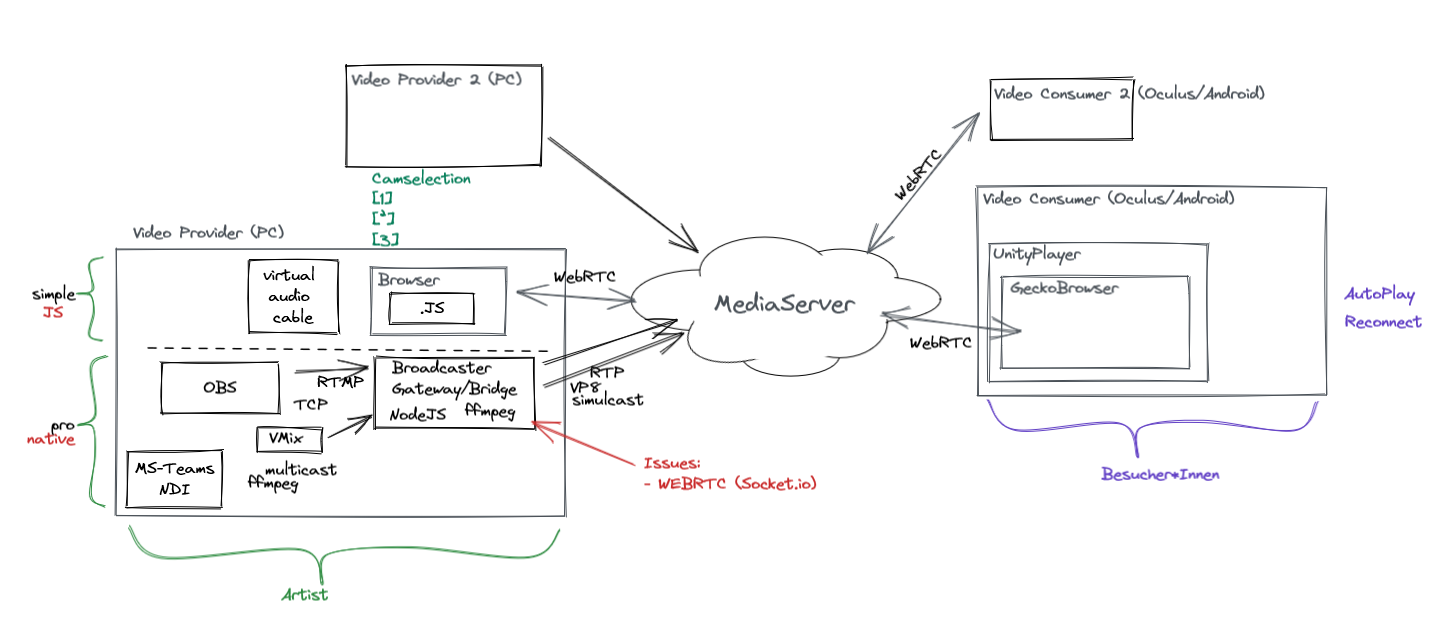 Video Provider 2 (PC)
Camselection
[1]
[2]
[3]
Video Provider (PC)
simple
JS
virtual
audio
cable
Browser
.JS
WebRTC
MediaServer
pro
native
OBS
RTMP
TCP
Broadcaster
Gateway/Bridge
NodeJS ffmpeg
VMix
multicast
ffmpeg
MS-Teams
NDI
RTP
VP8
simulcast
Issues:
- WEBRTC (Socket.io)
Artist
Video Consumer 2 (Oculus/Android)
WebRTC
Video Consumer (Oculus/Android)
UnityPlayer
GeckoBrowser
WebRTC
AutoPlay
Reconnect
Besucher*Innen